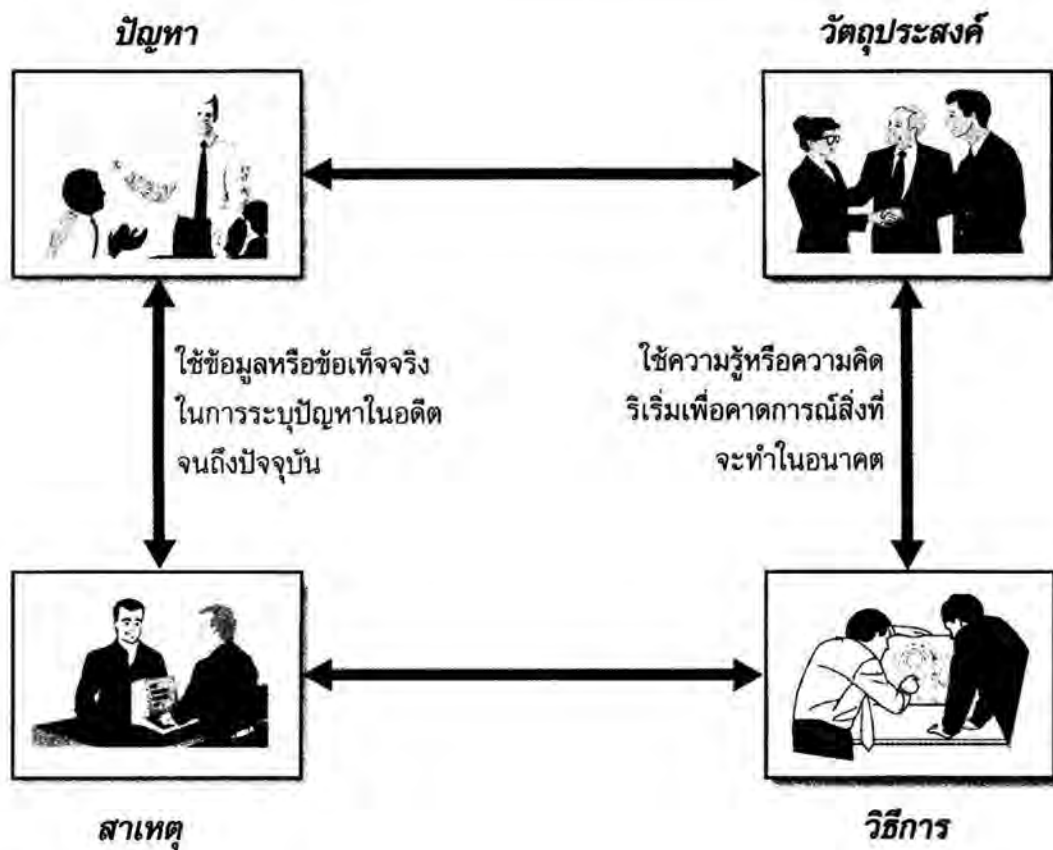 ปัญหา
วัตถุประสงค์
ใช้ข้อมูลหรือข้อเท็จจริง
ในการระบุปัญหาในอดีต
จนถึงปัจจุบัน
ใช้ความรู้หรือความคิด
ริเริ่มเพื่อคาดการณ์สิ่งที่
จะทำในอนาคต
สาเหตุ
วิธีการ